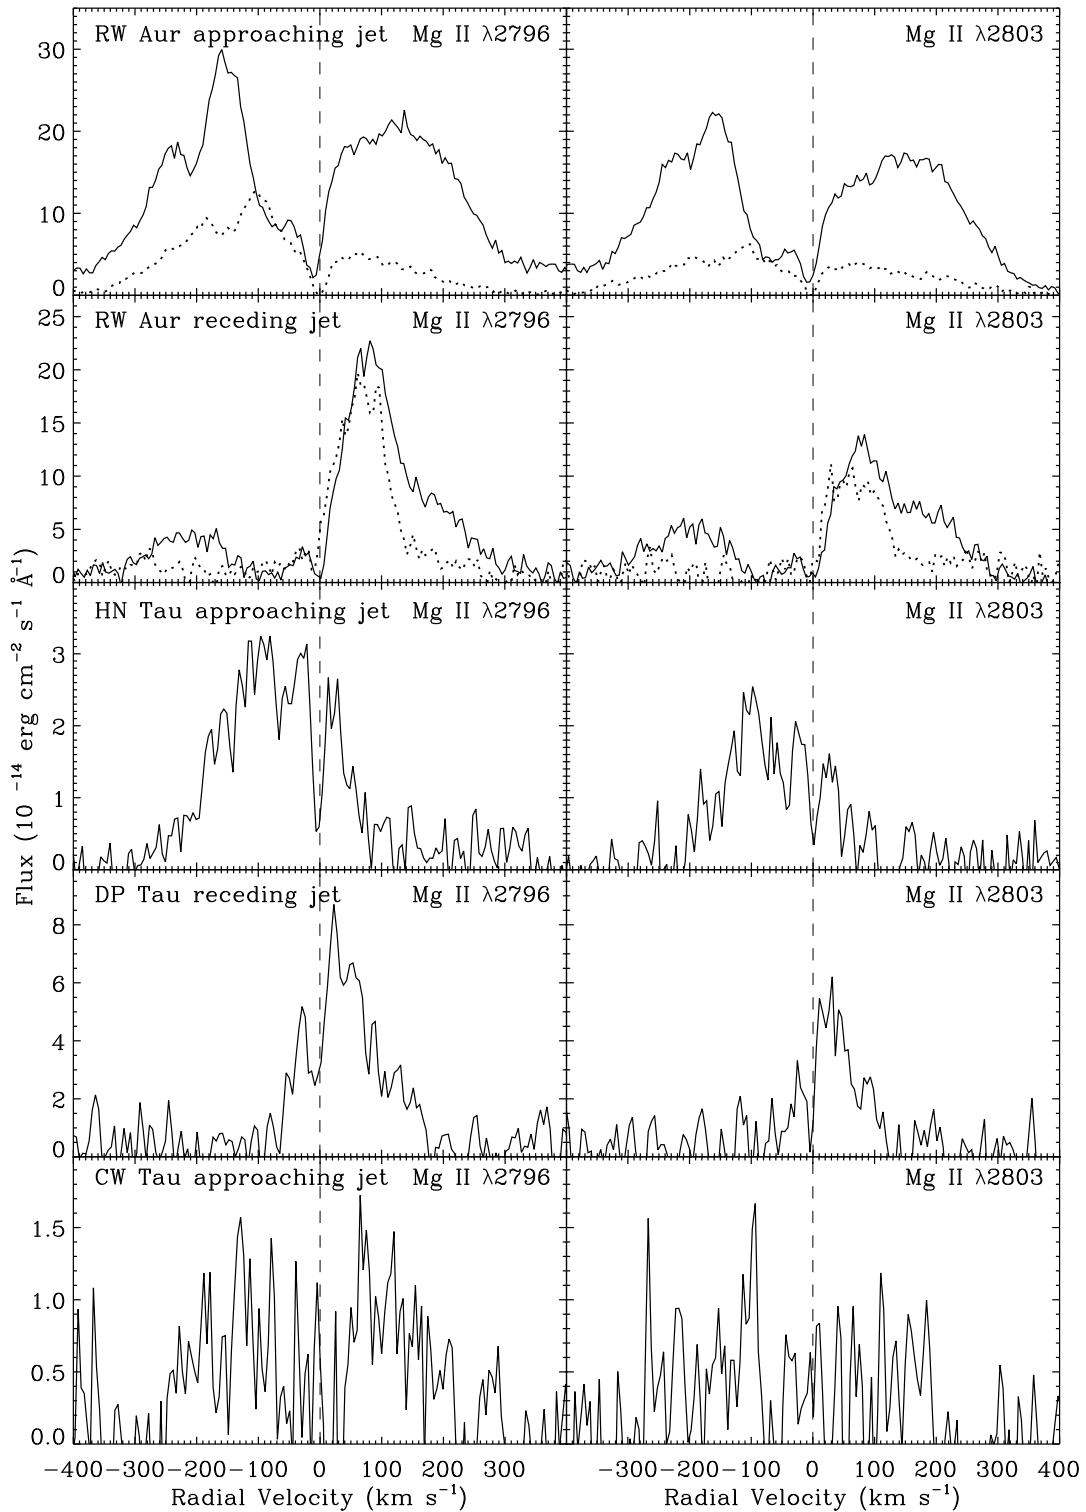 RW Aur approaching jet Mg II λ2796
Mg II λ2803
30
20
10
0
RW Aur receding jet Mg II λ2796
Mg II λ2803
25
20
15
10
5
0
HN Tau approaching jet Mg II λ2796
Mg II λ2803
3
2
1
0
Flux (10⁻¹⁴ erg cm⁻² s⁻¹ Å⁻¹)
DP Tau receding jet Mg II λ2796
Mg II λ2803
8
6
4
2
0
CW Tau approaching jet Mg II λ2796
Mg II λ2803
1.5
1.0
0.5
0.0
-400-300-200-100 0 100 200 300
-300-200-100 0 100 200 300 400
Radial Velocity (km s⁻¹)
Radial Velocity (km s⁻¹)